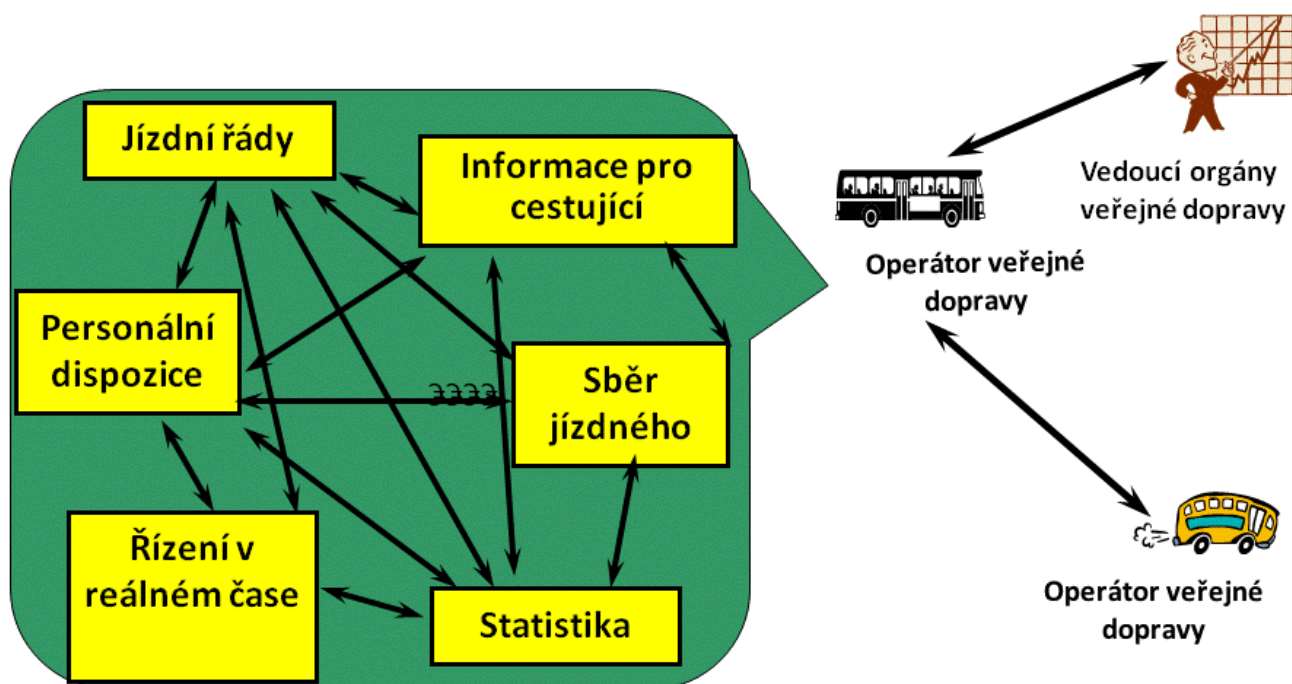 Jízdní řády
Informace pro
cestující
Personální
dispozice
Sběr
jízdného
Řízení v
reálném čase
Statistika
Vedoucí orgány
veřejné dopravy
Operátor veřejné
dopravy
Operátor veřejné
dopravy